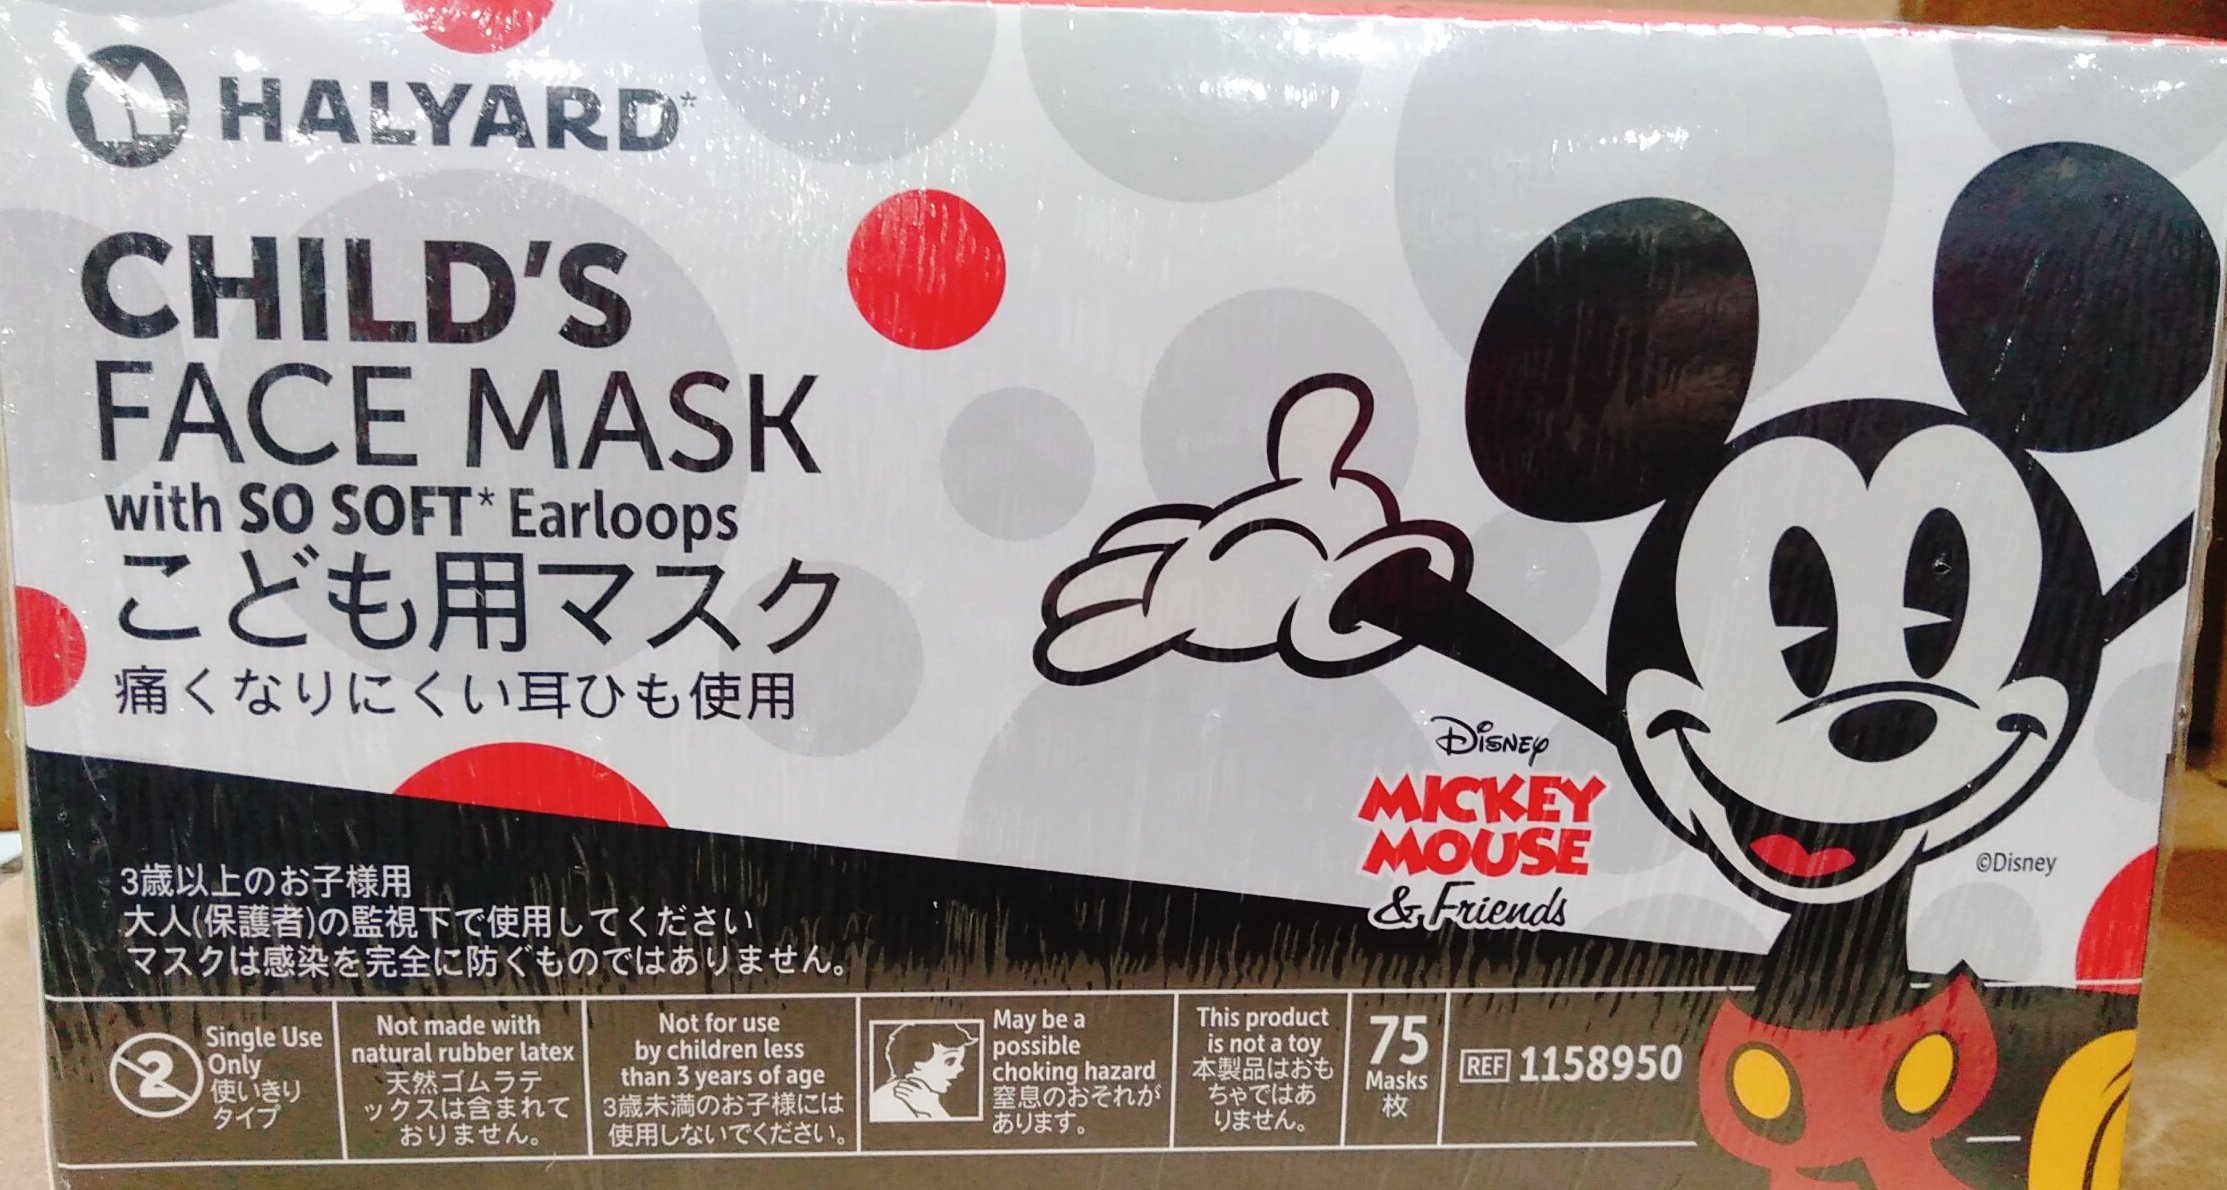 HALYARD*
CHILD'S
FACE MASK
with SO SOFT* Earloops
こども用マスク
痛くなりにくい耳ひも使用
Disney
MICKEY
MOUSE
& Friends
©Disney
3歳以上のお子様用
大人(保護者)の監視下で使用してください
マスクは感染を完全に防ぐものではありません。
2
Single Use
Only
使いきり
タイプ
Not made with
natural rubber latex
天然ゴムラテ
ックスは含まれて
おりません。
Not for use
by children less
than 3 years of age
3歳未満のお子様には
使用しないでください。
May be a
possible
choking hazard
窒息のおそれが
あります。
This product
is not a toy
本製品はおも
ちゃではあ
りません。
75
Masks
枚
REF 1158950